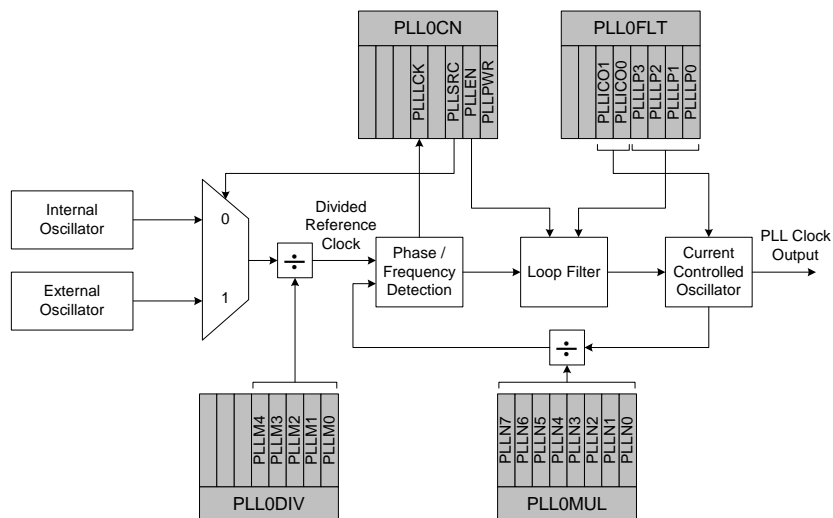 PLL0CN
PLLLCK
PLLSRC
PLLEN
PLLPWR
PLL0FLT
PLLICO1
PLLICO0
PLLLP3
PLLLP2
PLLLP1
PLLLP0
Internal
Oscillator
External
Oscillator
0
1
÷
Divided
Reference
Clock
Phase /
Frequency
Detection
Loop Filter
Current
Controlled
Oscillator
PLL Clock
Output
÷
PLLM4
PLLM3
PLLM2
PLLM1
PLLM0
PLL0DIV
PLLN7
PLLN6
PLLN5
PLLN4
PLLN3
PLLN2
PLLN1
PLLN0
PLL0MUL